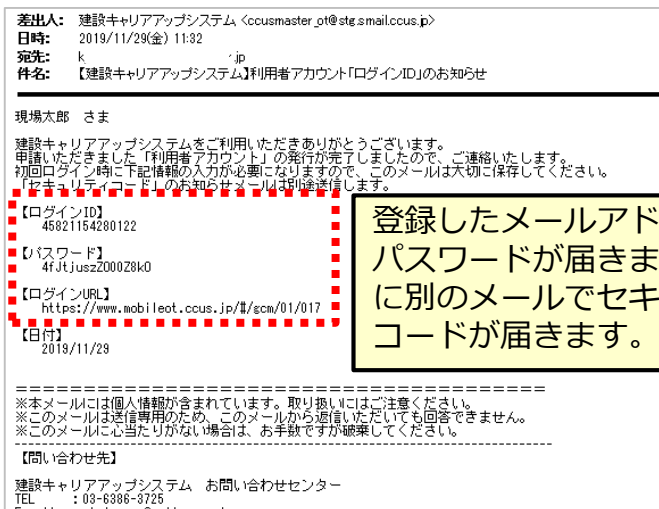 差出人： 建設キャリアアップシステム <ccusmaster_ot@stg.smail.ccus.jp>
日時： 2019/11/29(金) 11:32
宛先： k .jp
件名： 【建設キャリアアップシステム】利用者アカウント「ログインID」のお知らせ
現場太郎 さま
建設キャリアアップシステムをご利用いただきありがとうございます。
申請いただきました「利用者アカウント」の発行が完了しましたので、ご連絡いたします。
初回ログイン時に下記情報の入力が必要になりますので、このメールは大切に保存してください。
「セキュリティコード」のお知らせメールは別途送信します。
【ログインID】
45821154280122
【パスワード】
4fJtjuszZ000Z8k0
【ログインURL】
https://www.mobileot.ccus.jp/#/gcm/01/017
【日付】
2019/11/29
登録したメールアド
パスワードが届きま
に別のメールでセキ
コードが届きます。
============================================
※本メールには個人情報が含まれています。取り扱いにはご注意ください。
※このメールは送信専用のため、このメールから返信いただいても回答できません。
※このメールに心当たりがない場合は、お手数ですが破棄してください。
--------------------------------------------------------------------------------
【問い合わせ先】
建設キャリアアップシステム お問い合わせセンター
TEL ：03-6386-3725